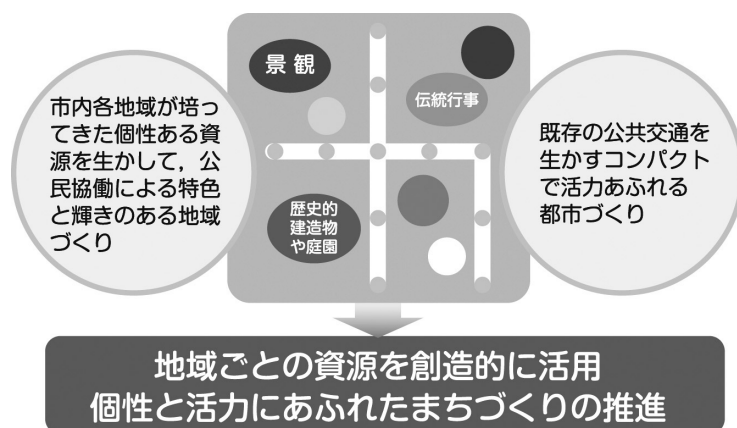 景観
伝統行事
市内各地域が培っ
てきた個性ある資
源を生かして，公
民協働による特色
と輝きのある地域
づくり
歴史的
建造物
や庭園
既存の公共交通を
生かすコンパクト
で活力あふれる
都市づくり
地域ごとの資源を創造的に活用
個性と活力にあふれたまちづくりの推進